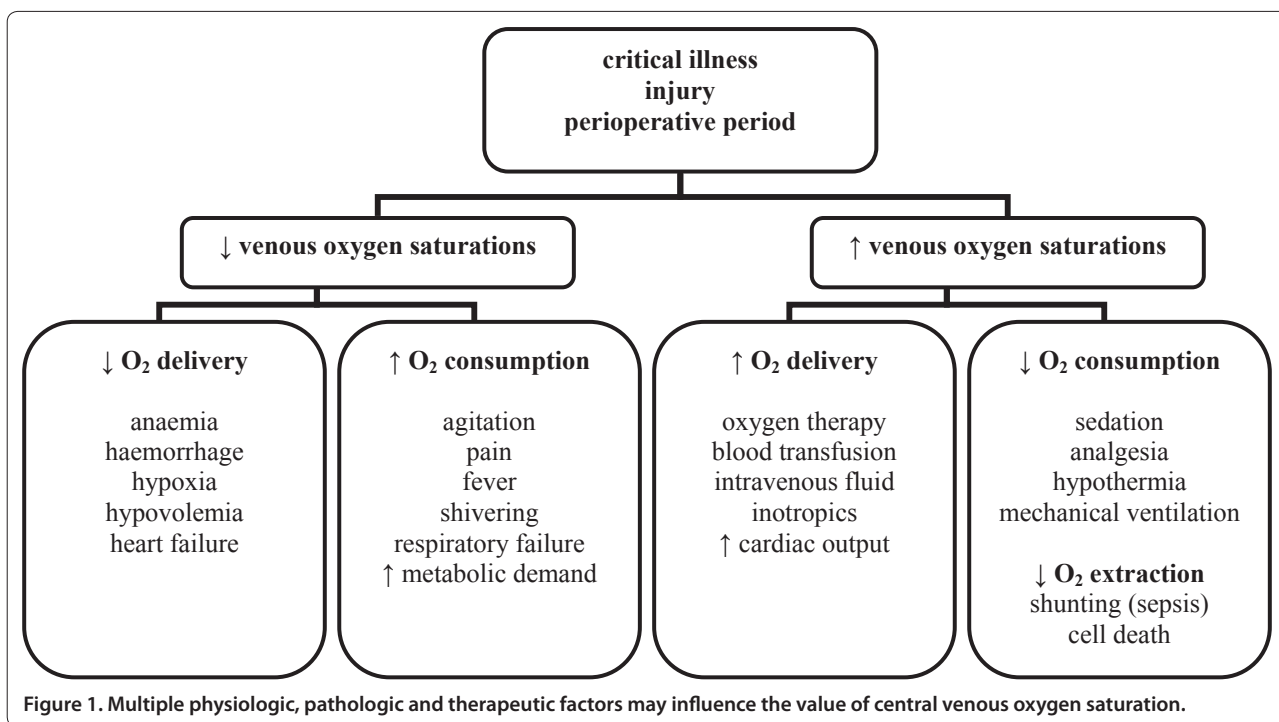 critical illness
injury
perioperative period
↓ venous oxygen saturations
↑ venous oxygen saturations
↓ O₂ delivery
anaemia
haemorrhage
hypoxia
hypovolemia
heart failure
↑ O₂ consumption
agitation
pain
fever
shivering
respiratory failure
↑ metabolic demand
↑ O₂ delivery
oxygen therapy
blood transfusion
intravenous fluid
inotropics
↑ cardiac output
↓ O₂ consumption
sedation
analgesia
hypothermia
mechanical ventilation
↓ O₂ extraction
shunting (sepsis)
cell death
Figure 1. Multiple physiologic, pathologic and therapeutic factors may influence the value of central venous oxygen saturation.